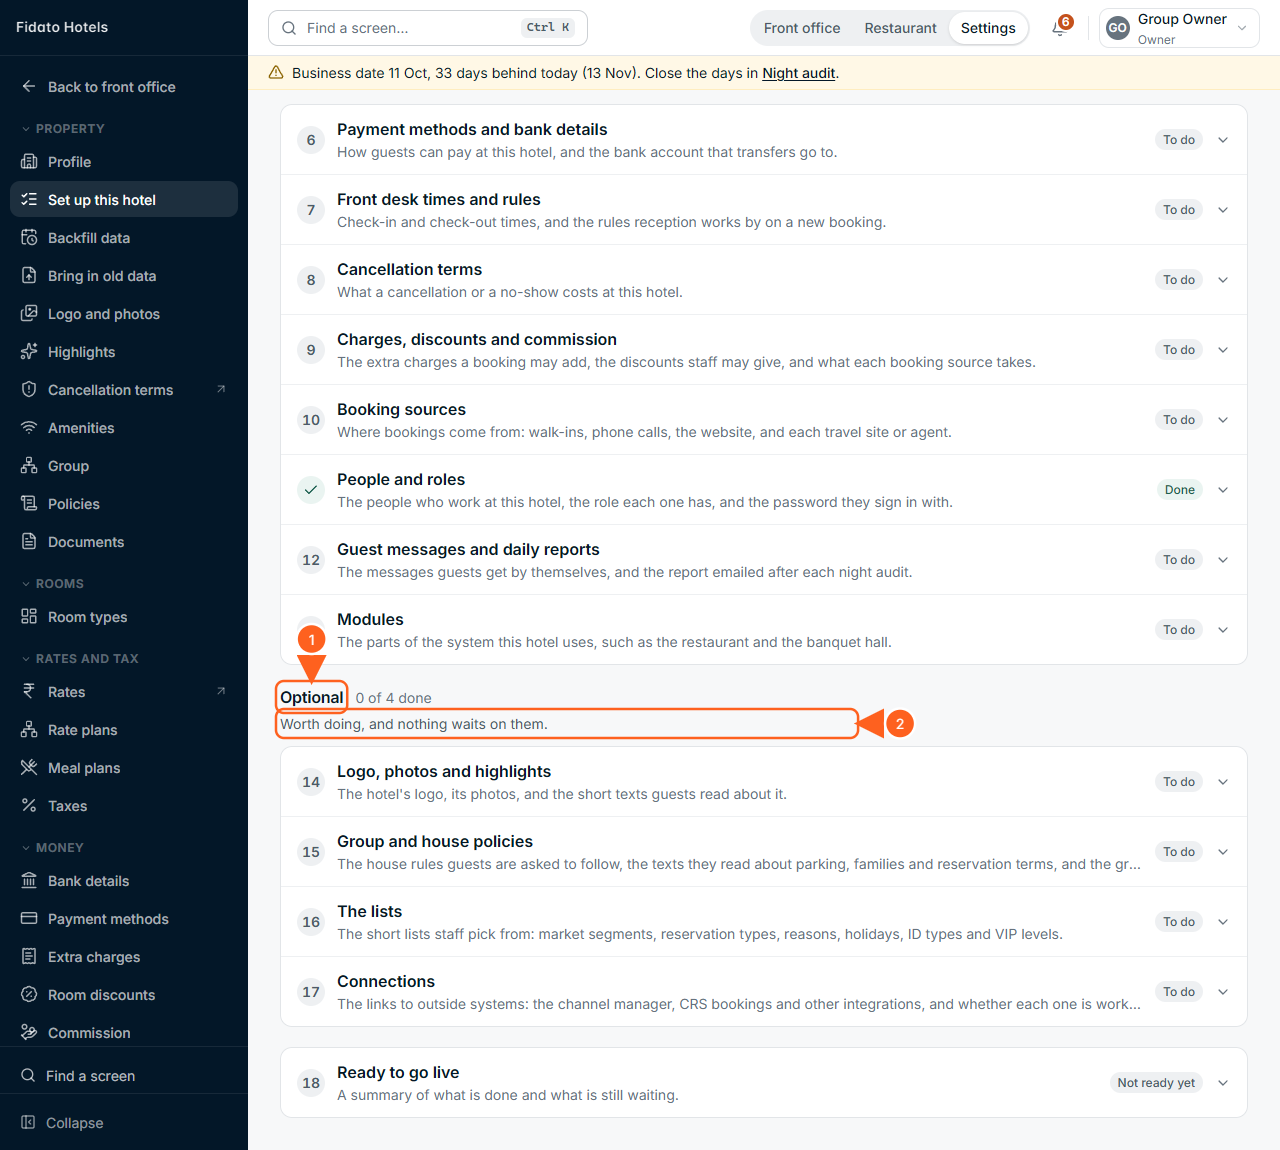 Fidato Hotels
Find a screen...
Ctrl K
Front office
Restaurant
Settings
6
GO
Group Owner
Owner
Business date 11 Oct, 33 days behind today (13 Nov). Close the days in Night audit.
Back to front office
PROPERTY
Profile
Set up this hotel
Backfill data
Bring in old data
Logo and photos
Highlights
Cancellation terms
Amenities
Group
Policies
Documents
ROOMS
Room types
RATES AND TAX
Rates
Rate plans
Meal plans
Taxes
MONEY
Bank details
Payment methods
Extra charges
Room discounts
Commission
Find a screen
Collapse
6
Payment methods and bank details
How guests can pay at this hotel, and the bank account that transfers go to.
To do
7
Front desk times and rules
Check-in and check-out times, and the rules reception works by on a new booking.
To do
8
Cancellation terms
What a cancellation or a no-show costs at this hotel.
To do
9
Charges, discounts and commission
The extra charges a booking may add, the discounts staff may give, and what each booking source takes.
To do
10
Booking sources
Where bookings come from: walk-ins, phone calls, the website, and each travel site or agent.
To do
People and roles
The people who work at this hotel, the role each one has, and the password they sign in with.
Done
12
Guest messages and daily reports
The messages guests get by themselves, and the report emailed after each night audit.
To do
Modules
The parts of the system this hotel uses, such as the restaurant and the banquet hall.
To do
1
Optional
0 of 4 done
Worth doing, and nothing waits on them.
2
14
Logo, photos and highlights
The hotel's logo, its photos, and the short texts guests read about it.
To do
15
Group and house policies
The house rules guests are asked to follow, the texts they read about parking, families and reservation terms, and the gr...
To do
16
The lists
The short lists staff pick from: market segments, reservation types, reasons, holidays, ID types and VIP levels.
To do
17
Connections
The links to outside systems: the channel manager, CRS bookings and other integrations, and whether each one is work...
To do
18
Ready to go live
A summary of what is done and what is still waiting.
Not ready yet